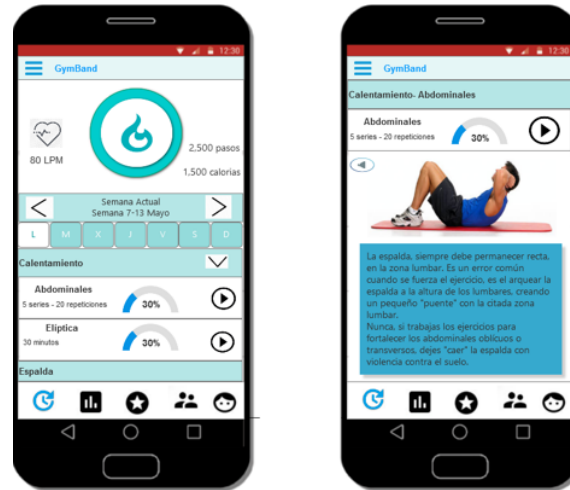 12:30
GymBand
80 LPM
2.500 pasos
1.500 calorias
Semana Actual
Semana 7-13 Mayo
L M X J V S D
Calentamiento
Abdominales
5 series - 20 repeticiones
30%
Elíptica
30 minutos
30%
Espalda
12:30
GymBand
Calentamiento- Abdominales
Abdominales
5 series - 20 repeticiones
30%
La espalda, siempre debe permanecer recta,
en la zona lumbar. Es un error común
cuando se fuerza el ejercicio, es el arquear la
espalda a la altura de los lumbares, creando
un pequeño "puente" con la citada zona
lumbar.
Nunca, si trabajas los ejercicios para
fortalecer los abdominales oblícuos o
transversos, dejes "caer" la espalda con
violencia contra el suelo.